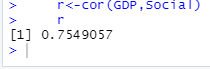 > r<-cor(GDP,Social)
> r
[1] 0.7549057
>